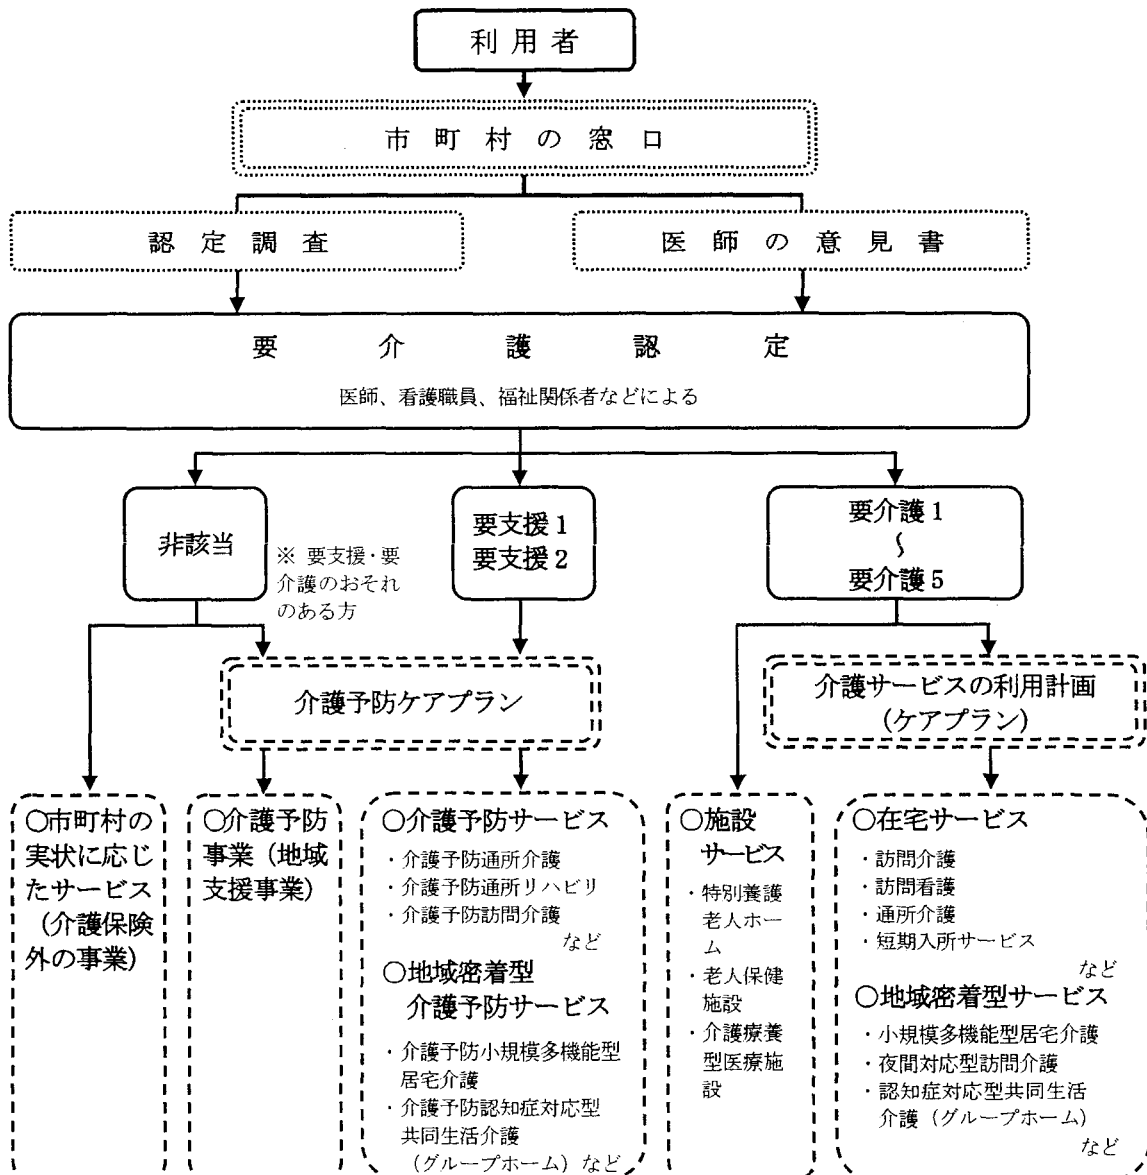 利用者
市町村の窓口
認定調査
医師の意見書
要介護認定
医師、看護職員、福祉関係者などによる
非該当
※ 要支援・要
介護のおそれ
のある方
要支援1
要支援2
要介護1
〜
要介護5
介護予防ケアプラン
介護サービスの利用計画
(ケアプラン)
○市町村の
実状に応じ
たサービス
(介護保険
外の事業)
○介護予防
事業(地域
支援事業)
○介護予防サービス
・介護予防通所介護
・介護予防通所リハビリ
・介護予防訪問介護
など
○地域密着型
介護予防サービス
・介護予防小規模多機能型
居宅介護
・介護予防認知症対応型
共同生活介護
(グループホーム)など
○施設
サービス
・特別養護
老人ホー
ム
・老人保健
施設
・介護療養
型医療施
設
○在宅サービス
・訪問介護
・訪問看護
・通所介護
・短期入所サービス
など
○地域密着型サービス
・小規模多機能型居宅介護
・夜間対応型訪問介護
・認知症対応型共同生活
介護(グループホーム)
など